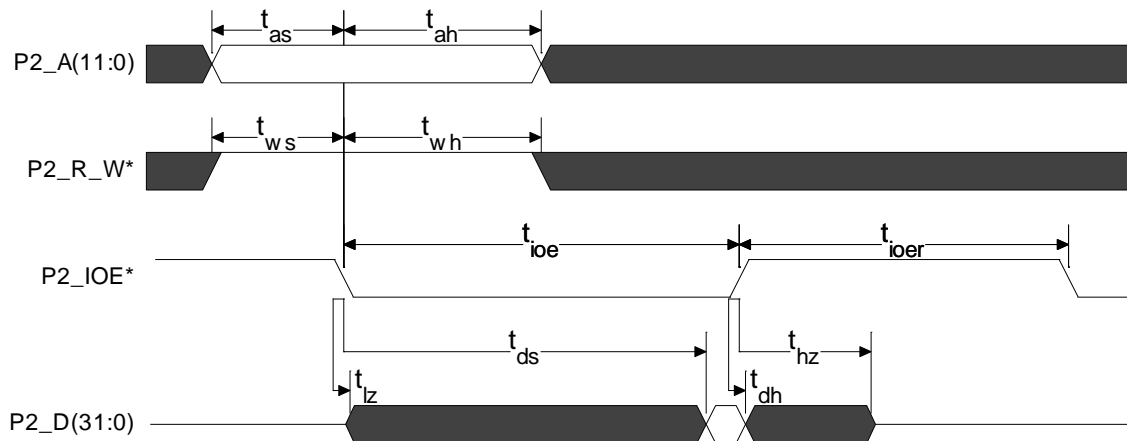 t_as t_ah
P2_A(11:0)
t_ws t_wh
P2_R_W*
t_ioe t_ioer
P2_IOE*
t_ds t_hz
t_lz t_dh
P2_D(31:0)